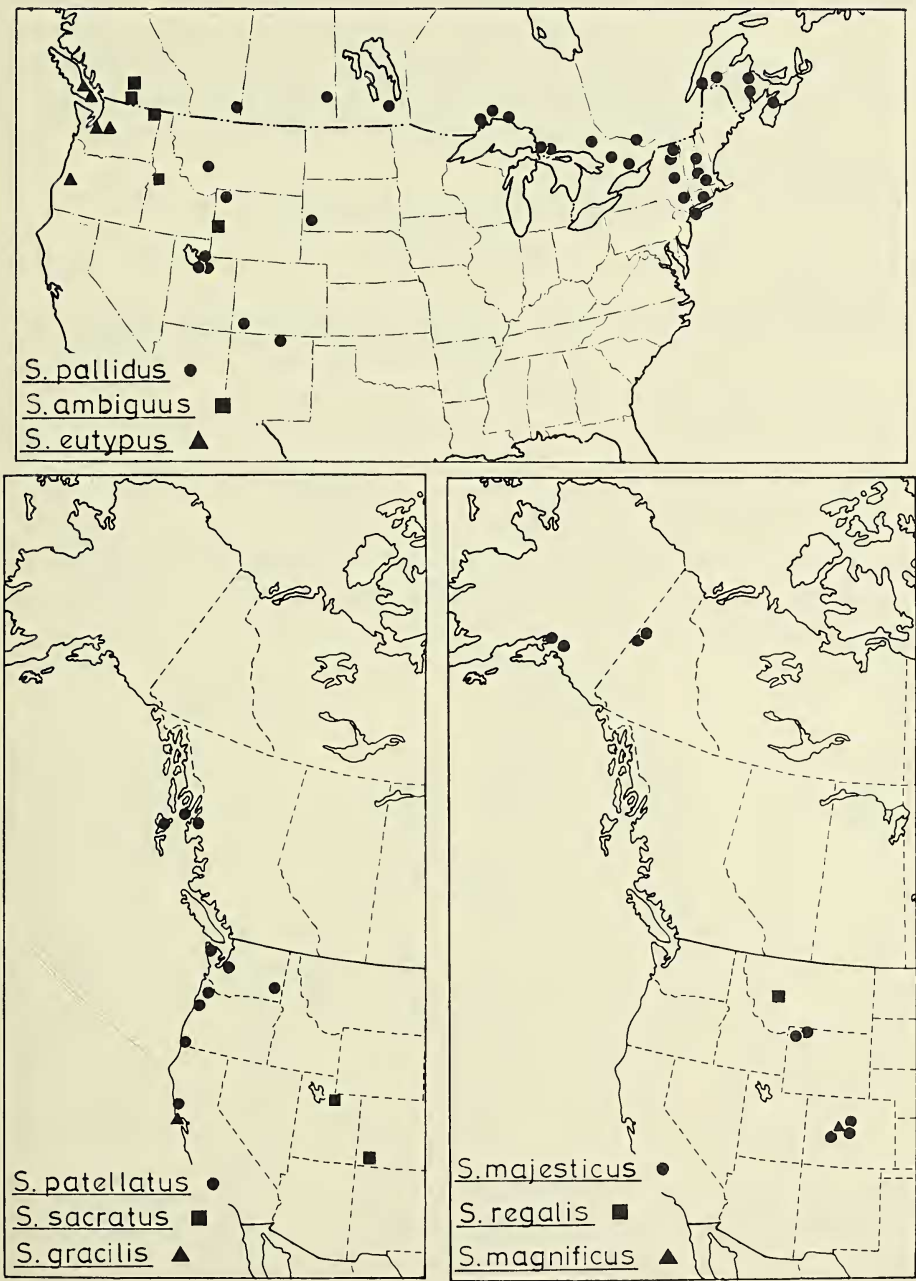 S. pallidus
S. ambiguus
S. eutypus
S. patellatus
S. sacratus
S. gracilis
S. majesticus
S. regalis
S. magnificus